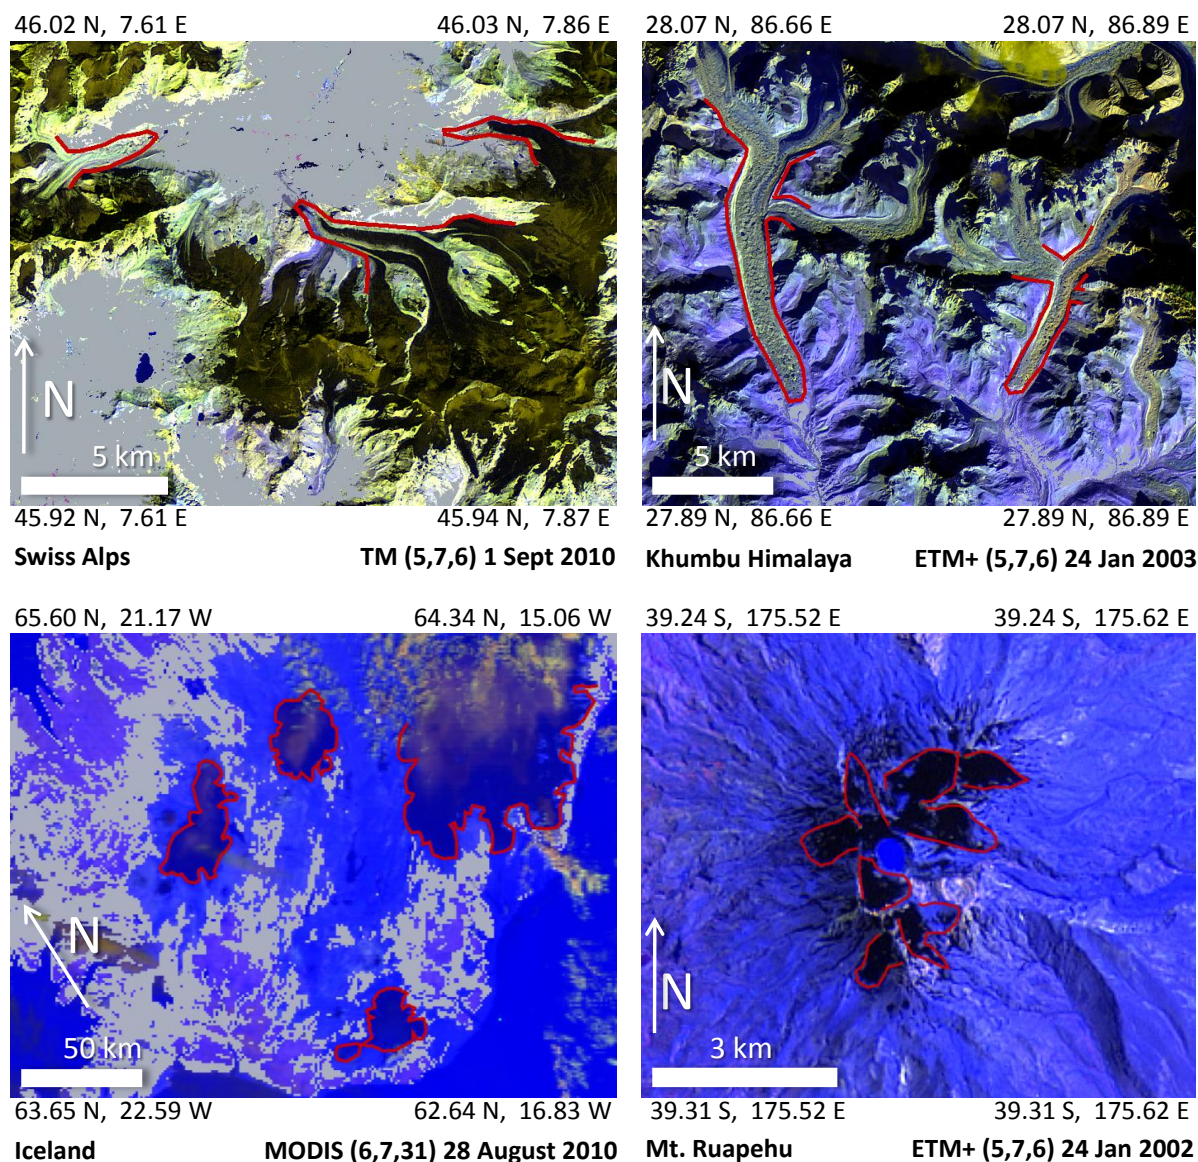 46.02 N, 7.61 E
46.03 N, 7.86 E
28.07 N, 86.66 E
28.07 N, 86.89 E
N
5 km
N
5 km
45.92 N, 7.61 E
45.94 N, 7.87 E
27.89 N, 86.66 E
27.89 N, 86.89 E
Swiss Alps
TM (5,7,6) 1 Sept 2010
Khumbu Himalaya
ETM+ (5,7,6) 24 Jan 2003
65.60 N, 21.17 W
64.34 N, 15.06 W
39.24 S, 175.52 E
39.24 S, 175.62 E
N
50 km
N
3 km
63.65 N, 22.59 W
62.64 N, 16.83 W
39.31 S, 175.52 E
39.31 S, 175.62 E
Iceland
MODIS (6,7,31) 28 August 2010
Mt. Ruapehu
ETM+ (5,7,6) 24 Jan 2002